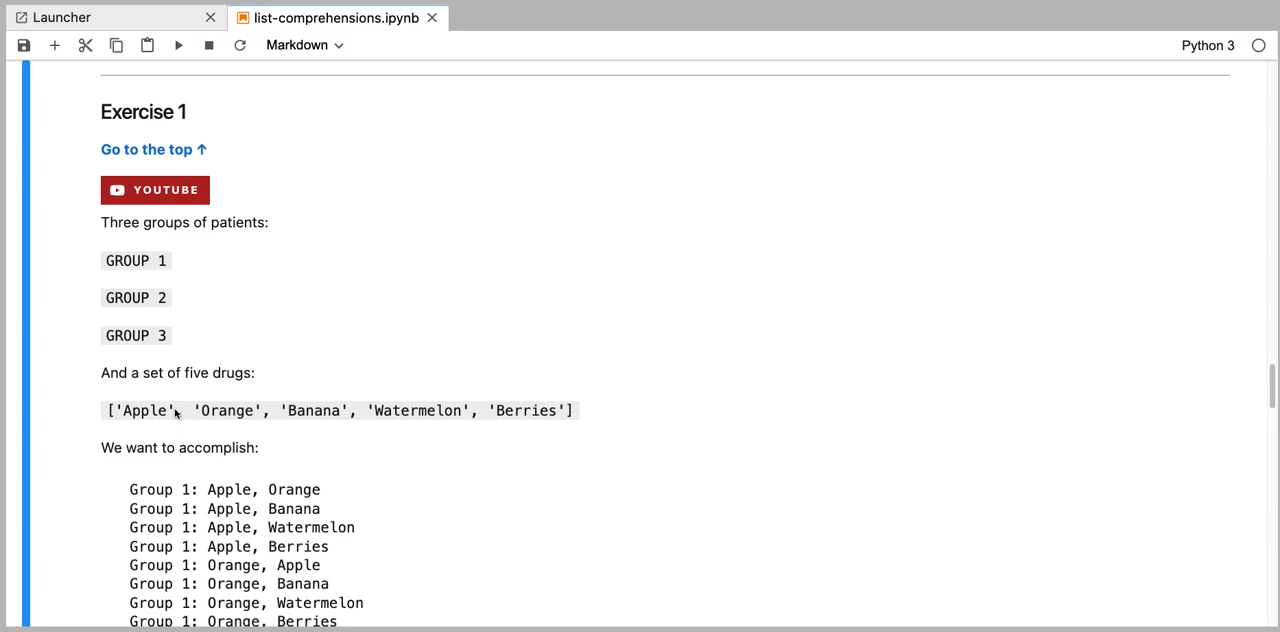 Launcher
list-comprehensions.ipynb
Markdown
Python 3
Exercise 1
Go to the top ↑
YOUTUBE
Three groups of patients:
GROUP 1
GROUP 2
GROUP 3
And a set of five drugs:
['Apple', 'Orange', 'Banana', 'Watermelon', 'Berries']
We want to accomplish:
Group 1: Apple, Orange
Group 1: Apple, Banana
Group 1: Apple, Watermelon
Group 1: Apple, Berries
Group 1: Orange, Apple
Group 1: Orange, Banana
Group 1: Orange, Watermelon
Group 1: Orange, Berries